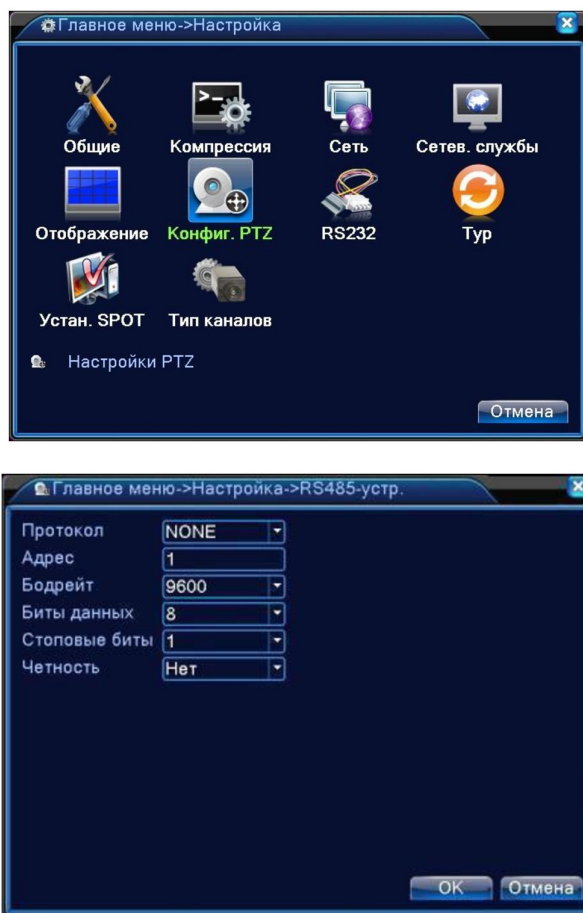 Главное меню->Настройка
Общие Компрессия Сеть Сетев. службы
Отображение Конфиг. PTZ RS232 Тур
Устан. SPOT Тип каналов
Настройки PTZ
Отмена
Главное меню->Настройка->RS485-устр.
Протокол NONE
Адрес 1
Бодрейт 9600
Биты данных 8
Стоповые биты 1
Четность Нет
OK Отмена